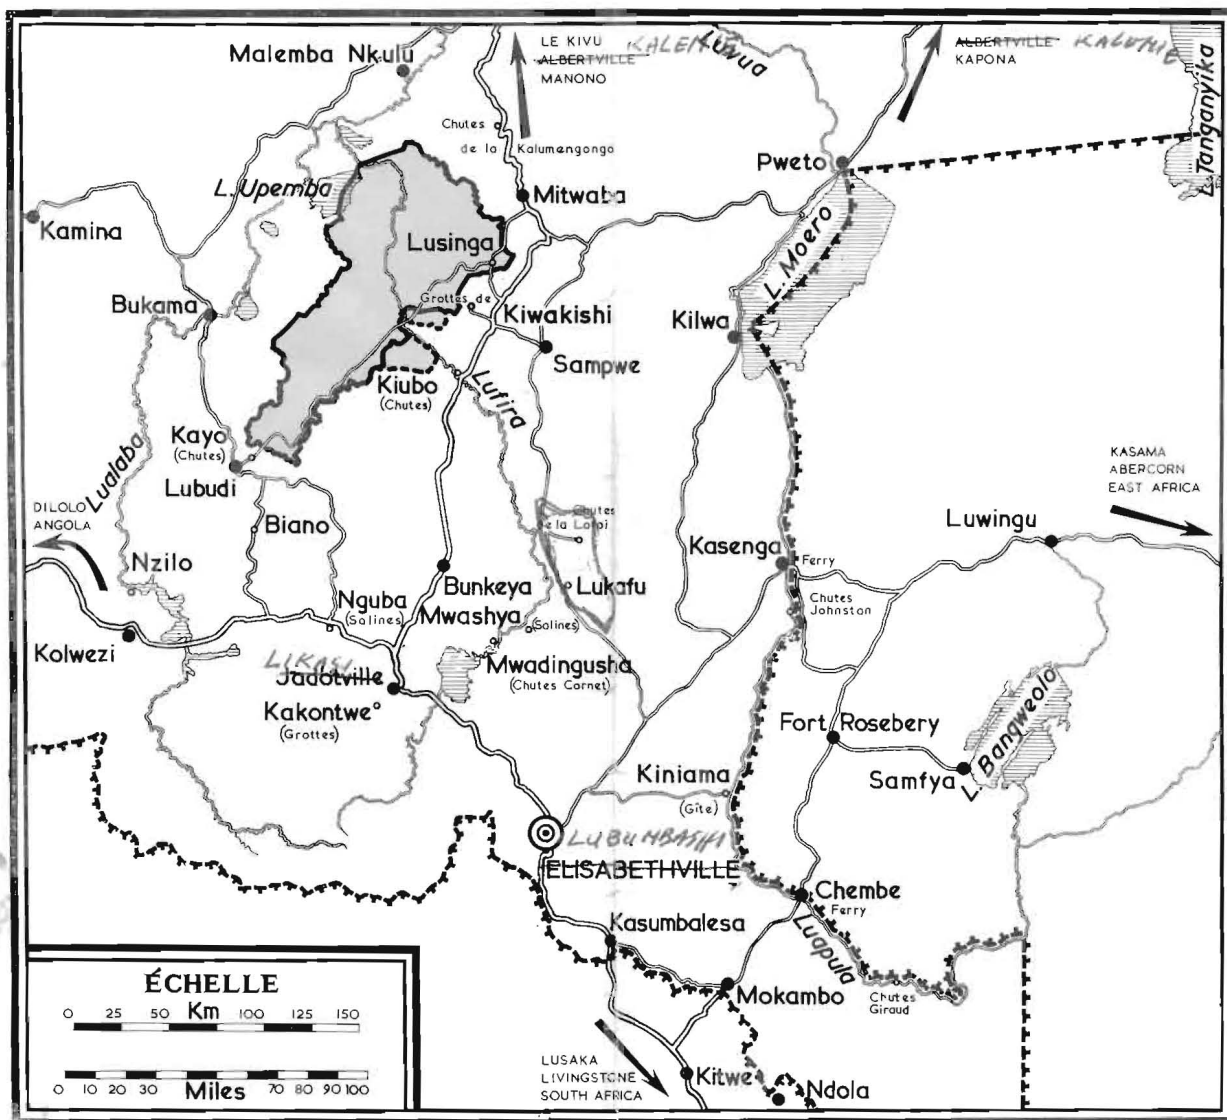 LE KIVU
ALBERTVILLE
MANONO
KALEMIE
Luvua
ALBERTVILLE
KAPONA
Malemba Nkulu
L. Tanganyika
Chutes
de la Kalumengongo
Pweto
L. Upemba
Mitwaba
Kamina
Lusinga
L. Moero
Bukama
Grottes de
Kiwakishi
Kilwa
Sampwe
Kiubo
(Chutes)
Lufira
Kayo
(Chutes)
Lualaba
Lubudi
KASAMA
ABERCORN
EAST AFRICA
DILOLO
ANGOLA
Biano
Chutes
de la Lofoi
Luwingu
Nzilo
Kasenga
Ferry
Bunkeya
Lukafu
Chutes
Johnston
Nguba
(Salines)
Mwashya
(Salines)
Kolwezi
LIKASI
Jadotville
Mwadingusha
(Chutes Cornet)
Kakontwe
(Grottes)
Fort Rosebery
L. Bangweolo
Samfya
Kiniama
(Gîte)
LUBUMBASHI
ELISABETHVILLE
Chembe
Ferry
Kasumbalesa
Luapula
Chutes
Giraud
Mokambo
LUSAKA
LIVINGSTONE
SOUTH AFRICA
Kitwe
Ndola
ÉCHELLE
Km
0 25 50 100 125 150
0 10 20 30 70 80 90 100
Miles